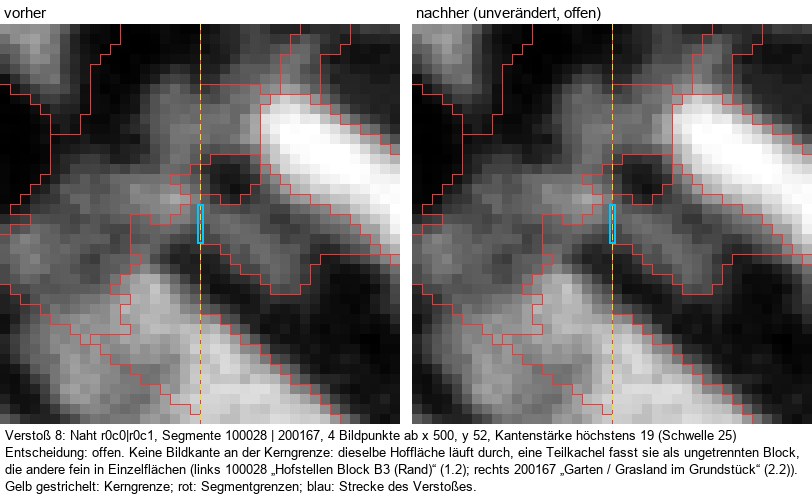 vorher
nachher (unverändert, offen)
Verstoß 8: Naht r0c0|r0c1, Segmente 100028 | 200167, 4 Bildpunkte ab x 500, y 52, Kantenstärke höchstens 19 (Schwelle 25)
Entscheidung: offen. Keine Bildkante an der Kerngrenze: dieselbe Hoffläche läuft durch, eine Teilkachel fasst sie als ungetrennten Block,
die andere fein in Einzelflächen (links 100028 „Hofstellen Block B3 (Rand)“ (1.2); rechts 200167 „Garten / Grasland im Grundstück“ (2.2)).
Gelb gestrichelt: Kerngrenze; rot: Segmentgrenzen; blau: Strecke des Verstoßes.